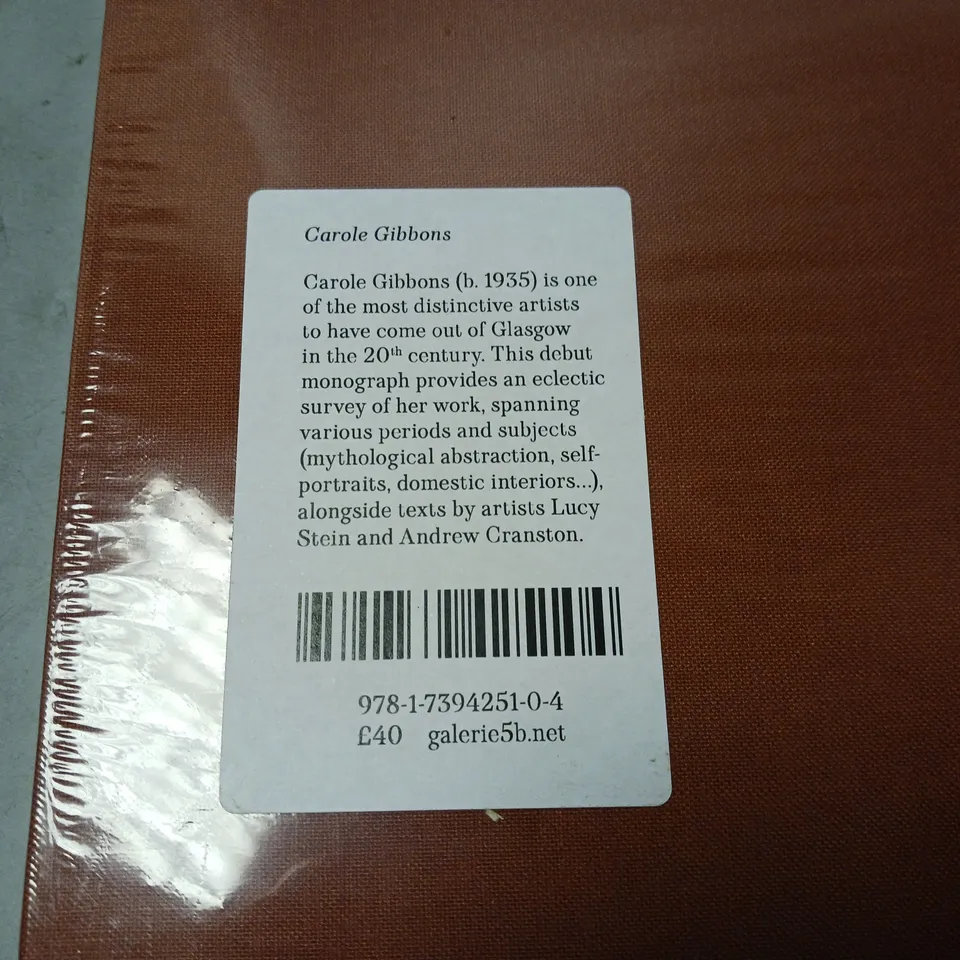 Carole Gibbons
Carole Gibbons (b. 1935) is one
of the most distinctive artists
to have come out of Glasgow
in the 20th century. This debut
monograph provides an eclectic
survey of her work, spanning
various periods and subjects
(mythological abstraction, self-
portraits, domestic interiors...),
alongside texts by artists Lucy
Stein and Andrew Cranston.
978-1-7394251-0-4
£40 galerie5b.net